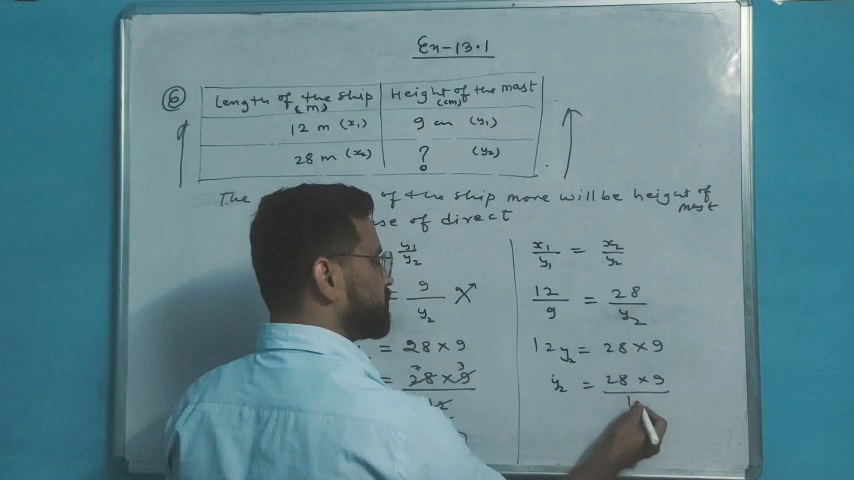 Ex-13.1
6
Length of the ship (m) Height of the mast (cm)
12 m (x₁) 9 cm (y₁)
28 m (x₂) ? (y₂)
The of the ship more will be height of mast
of direct
y₁/y₂
= 9/y₂
= 28 × 9
= 28 × 9 / 12
x₁/y₁ = x₂/y₂
12/9 = 28/y₂
12y₂ = 28 × 9
y₂ = 28 × 9 / 1